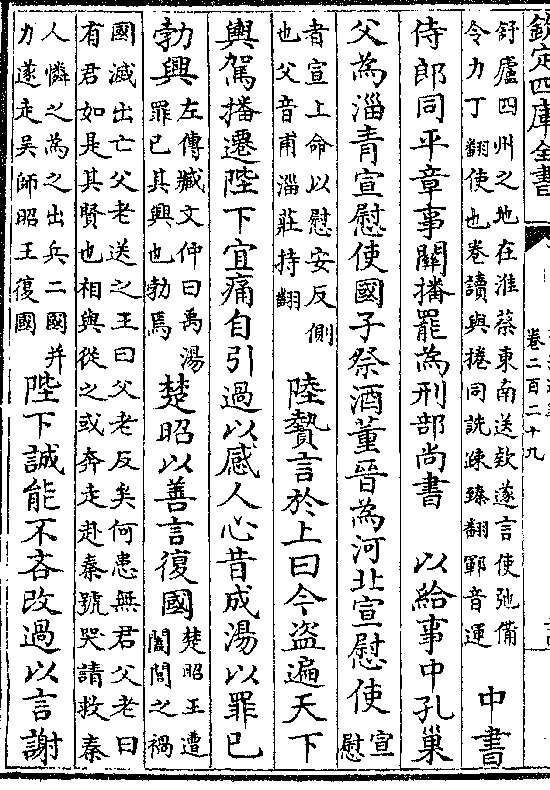 欽定四庫全書
卷二百二十九
舒廬四州之地在淮蔡東南送欵遂言使弛備
令力丁翻使也卷讀與捲同詵疎臻翻鄆音運
中書
侍郎同平章事關播罷為刑部尚書 以給事中孔巢
父為淄青宣慰使國子祭酒董晉為河北宣慰使
宣
慰
者宣上命以慰安反側
也父音甫淄莊持翻
陸贄言於上曰今盜遍天下
輿駕播遷陛下宜痛自引過以感人心昔成湯以罪已
勃興
左傳臧文仲曰禹湯
罪已其興也勃焉
楚昭以善言復國
楚昭王遭
闔閭之禍
國滅出亡父老送之王曰父老反矣何患無君父老曰
有君如是其賢也相與從之或奔走赴秦號哭請救秦
人憐之為之出兵二國并
力遂走吳師昭王復國
陛下誠能不吝改過以言謝